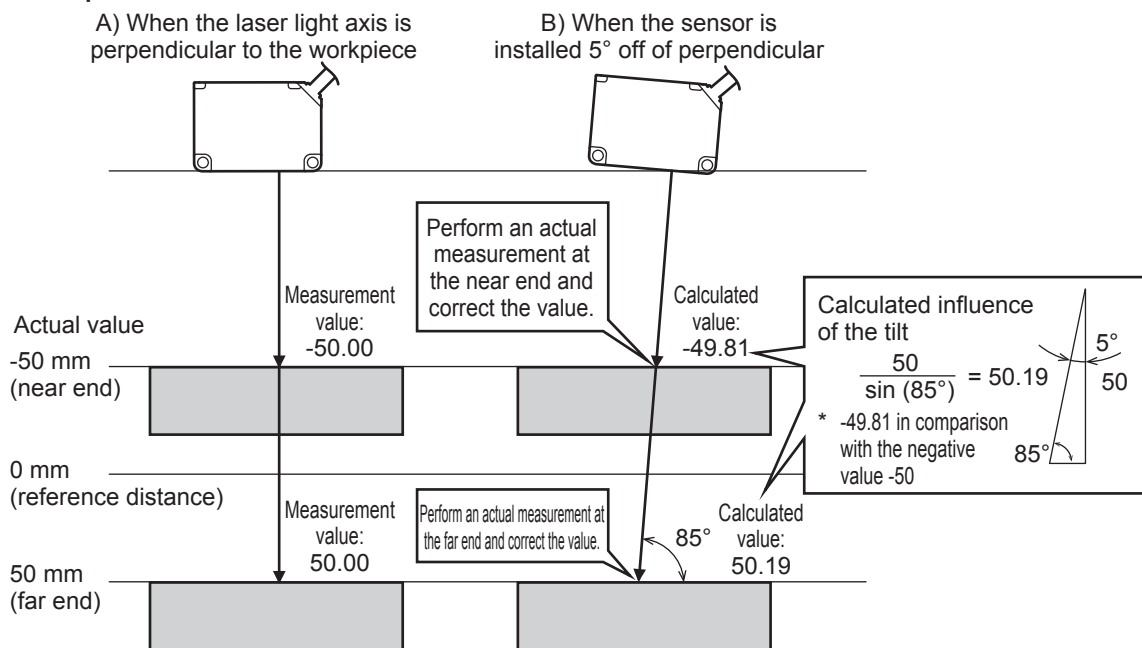 A) When the laser light axis is
perpendicular to the workpiece
B) When the sensor is
installed 5° off of perpendicular
Perform an actual
measurement at
the near end and
correct the value.
Measurement
value:
-50.00
Calculated
value:
-49.81
Actual value
-50 mm
(near end)
Calculated influence
of the tilt
50
sin (85°)
= 50.19
* -49.81 in comparison
with the negative
value -50
5°
50
85°
0 mm
(reference distance)
Measurement
value:
50.00
Perform an actual measurement at
the far end and correct the value.
85°
Calculated
value:
50.19
50 mm
(far end)